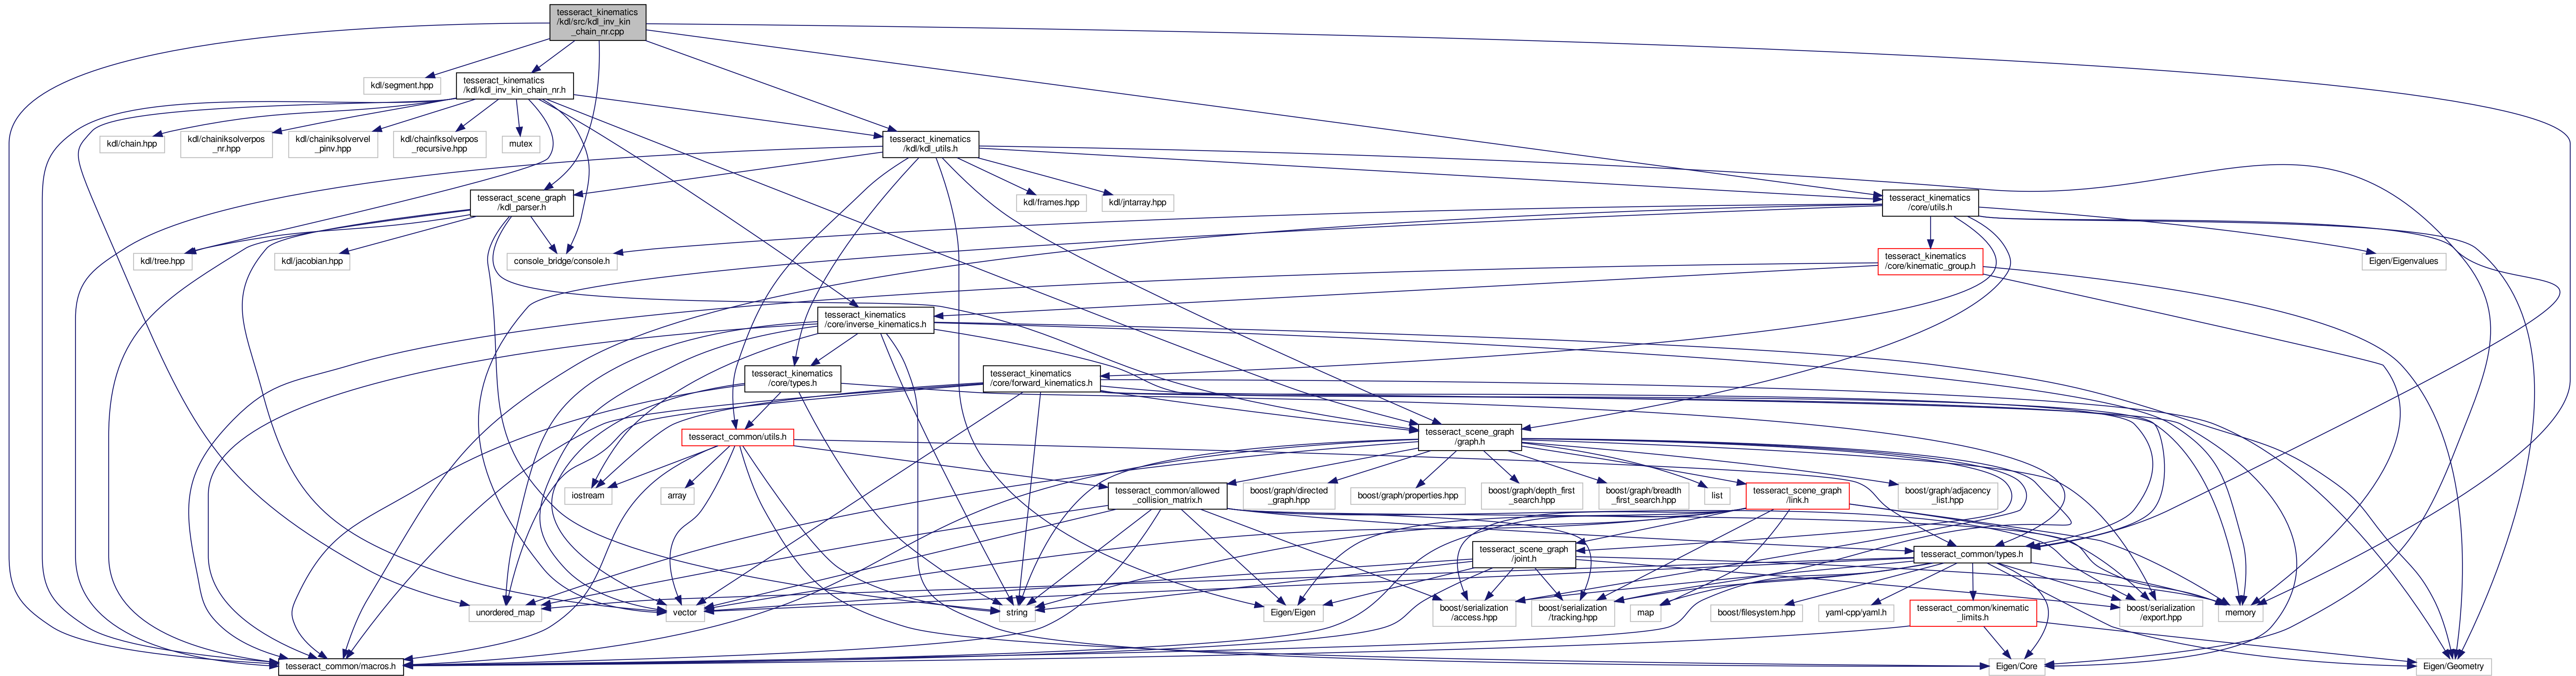 tesseract_kinematics
/kdl/src/kdl_inv_kin
_chain_nr.cpp
kdl/segment.hpp
tesseract_kinematics
/kdl/kdl_inv_kin_chain_nr.h
kdl/chain.hpp
kdl/chainiksolverpos
_nr.hpp
kdl/chainiksolvervel
_pinv.hpp
kdl/chainfksolverpos
_recursive.hpp
mutex
tesseract_kinematics
/kdl/kdl_utils.h
tesseract_scene_graph
/kdl_parser.h
kdl/frames.hpp
kdl/jntarray.hpp
tesseract_kinematics
/core/utils.h
kdl/tree.hpp
kdl/jacobian.hpp
console_bridge/console.h
tesseract_kinematics
/core/kinematic_group.h
Eigen/Eigenvalues
tesseract_kinematics
/core/inverse_kinematics.h
tesseract_kinematics
/core/types.h
tesseract_kinematics
/core/forward_kinematics.h
tesseract_common/utils.h
tesseract_scene_graph
/graph.h
iostream
array
tesseract_common/allowed
_collision_matrix.h
boost/graph/directed
_graph.hpp
boost/graph/properties.hpp
boost/graph/depth_first
_search.hpp
boost/graph/breadth
_first_search.hpp
list
tesseract_scene_graph
/link.h
boost/graph/adjacency
_list.hpp
tesseract_scene_graph
/joint.h
tesseract_common/types.h
unordered_map
vector
string
Eigen/Eigen
boost/serialization
/access.hpp
boost/serialization
/tracking.hpp
map
boost/filesystem.hpp
yaml-cpp/yaml.h
tesseract_common/kinematic
_limits.h
boost/serialization
/export.hpp
memory
tesseract_common/macros.h
Eigen/Core
Eigen/Geometry